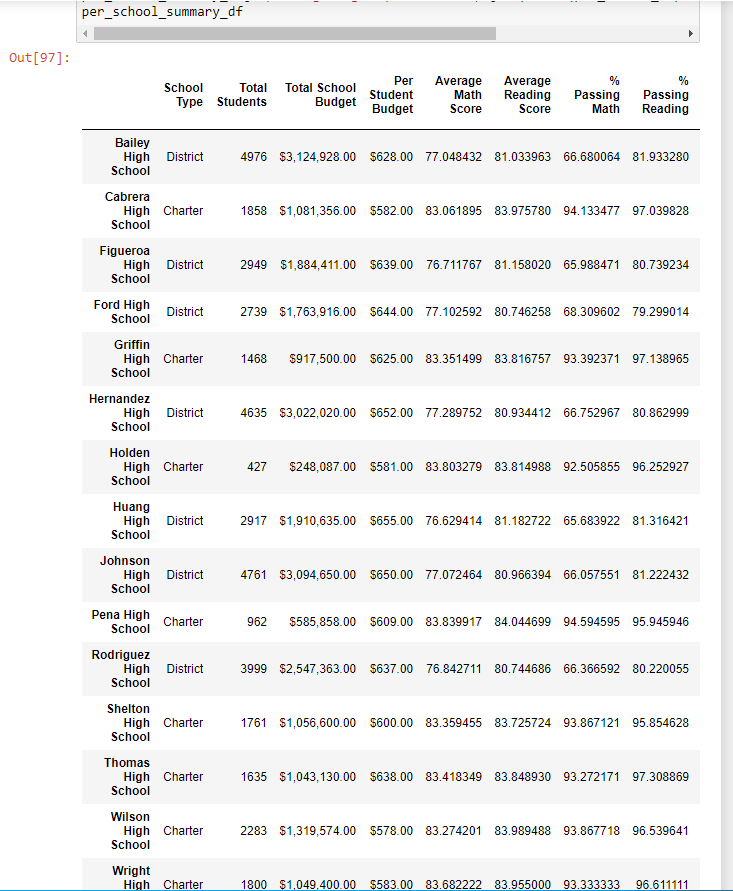 per_school_summary_df
Out[97]:
School Type Total Students Total School Budget Per Student Budget Average Math Score Average Reading Score % Passing Math % Passing Reading
Bailey High School District 4976 $3,124,928.00 $628.00 77.048432 81.033963 66.680064 81.933280
Cabrera High School Charter 1858 $1,081,356.00 $582.00 83.061895 83.975780 94.133477 97.039828
Figueroa High School District 2949 $1,884,411.00 $639.00 76.711767 81.158020 65.988471 80.739234
Ford High School District 2739 $1,763,916.00 $644.00 77.102592 80.746258 68.309602 79.299014
Griffin High School Charter 1468 $917,500.00 $625.00 83.351499 83.816757 93.392371 97.138965
Hernandez High School District 4635 $3,022,020.00 $652.00 77.289752 80.934412 66.752967 80.862999
Holden High School Charter 427 $248,087.00 $581.00 83.803279 83.814988 92.505855 96.252927
Huang High School District 2917 $1,910,635.00 $655.00 76.629414 81.182722 65.683922 81.316421
Johnson High School District 4761 $3,094,650.00 $650.00 77.072464 80.966394 66.057551 81.222432
Pena High School Charter 962 $585,858.00 $609.00 83.839917 84.044699 94.594595 95.945946
Rodriguez High School District 3999 $2,547,363.00 $637.00 76.842711 80.744686 66.366592 80.220055
Shelton High School Charter 1761 $1,056,600.00 $600.00 83.359455 83.725724 93.867121 95.854628
Thomas High School Charter 1635 $1,043,130.00 $638.00 83.418349 83.848930 93.272171 97.308869
Wilson High School Charter 2283 $1,319,574.00 $578.00 83.274201 83.989488 93.867718 96.539641
Wright High Charter 1800 $1,049,400.00 $583.00 83.682222 83.955000 93.333333 96.611111